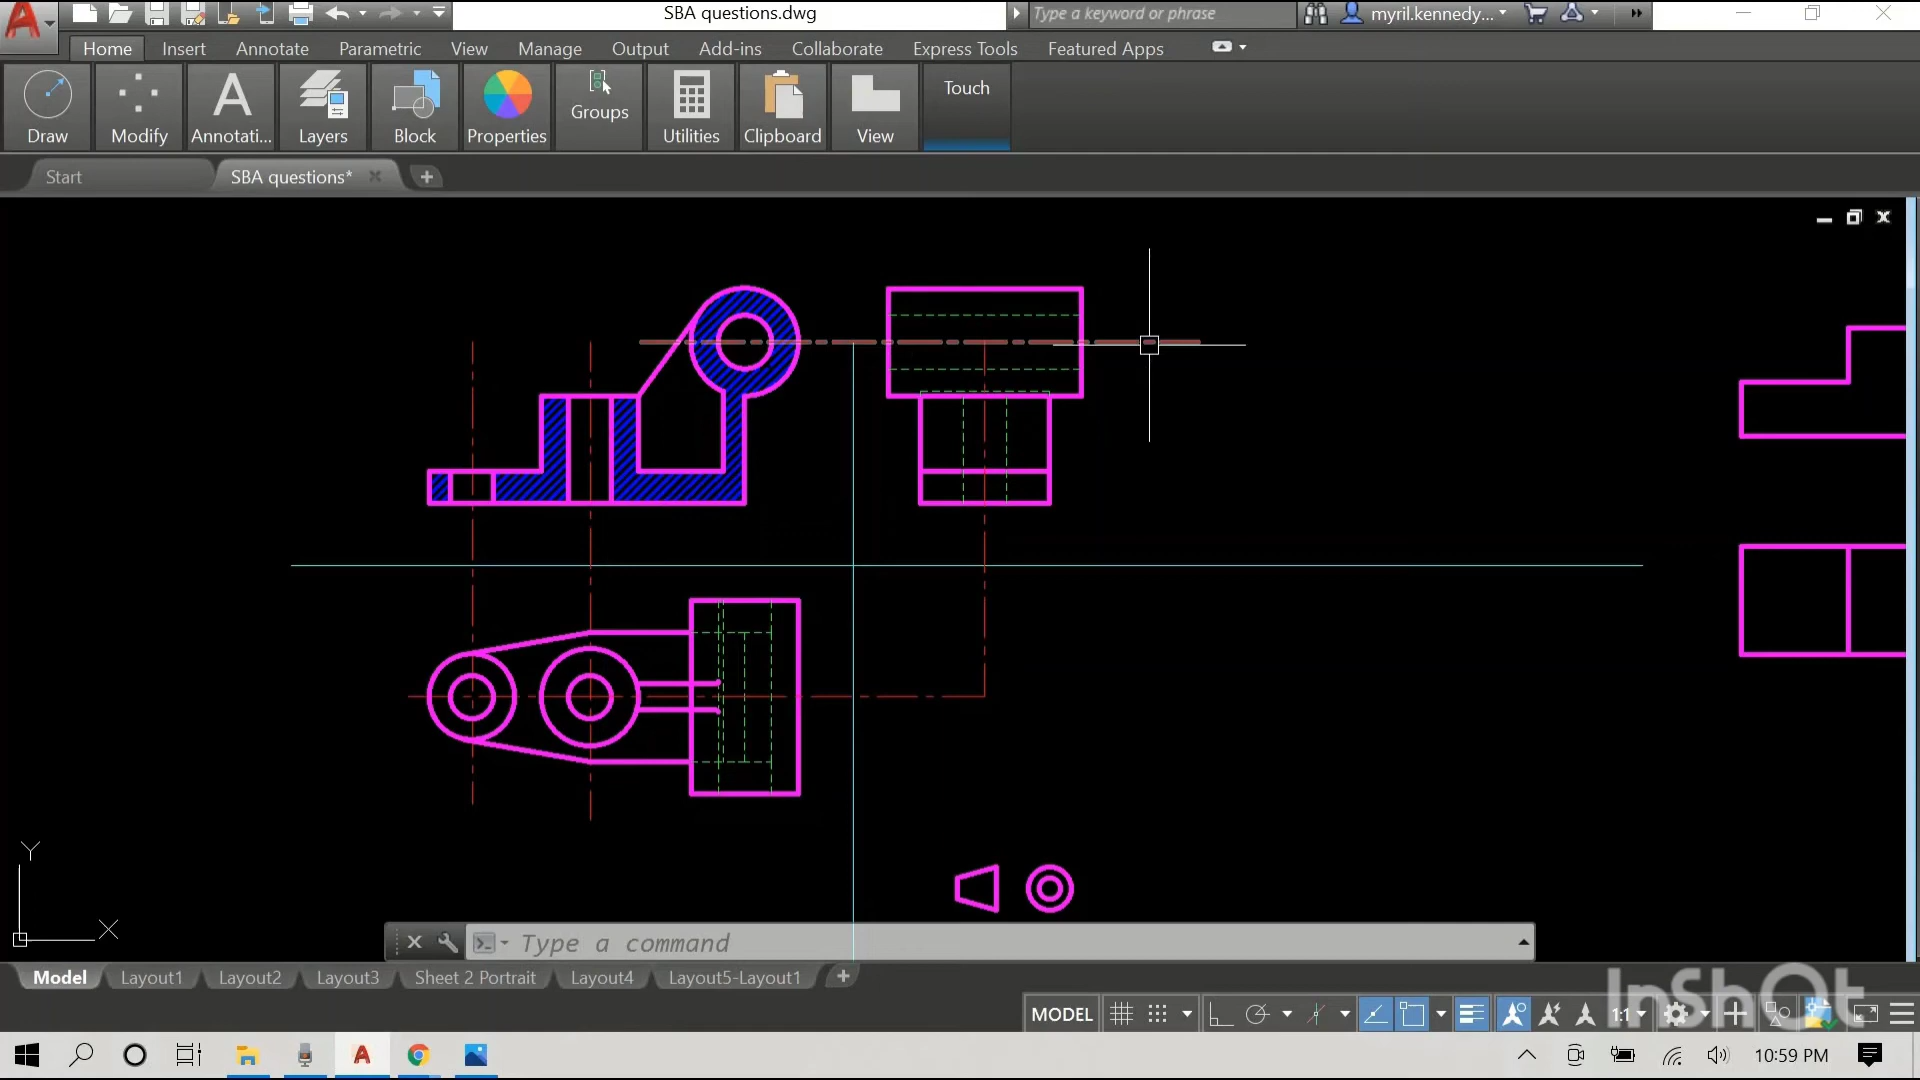 SBA questions.dwg
Type a keyword or phrase
myril.kennedy...
Home Insert Annotate Parametric View Manage Output Add-ins Collaborate Express Tools Featured Apps
Draw Modify Annotati... Layers Block Properties Groups Utilities Clipboard View Touch
Start SBA questions*
Y
X
Type a command
Model Layout1 Layout2 Layout3 Sheet 2 Portrait Layout4 Layout5-Layout1
MODEL 1:1
InShOt
10:59 PM